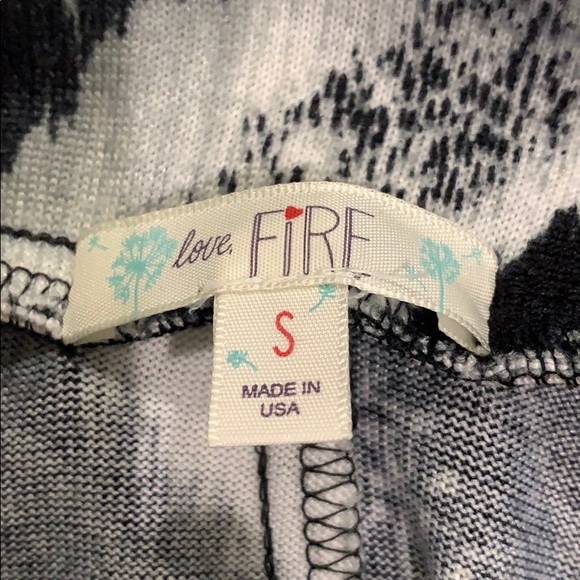 love, FiRE
S
MADE IN
USA